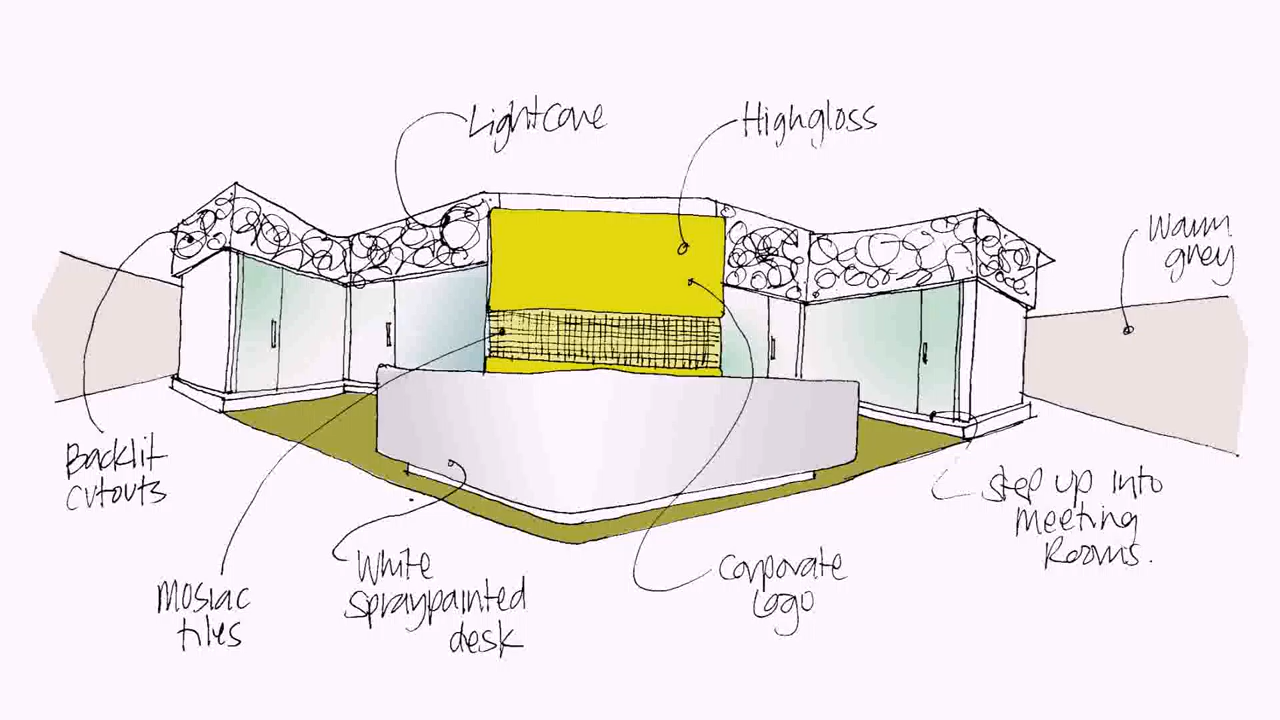 Lightcove
Highgloss
Warm
grey
Backlit
cutouts
Step up into
Meeting
Rooms.
White
spraypainted
desk
Corporate
Logo
Mosiac
tiles